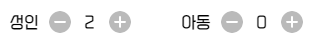 성인 − 2 + 아동 − 0 +